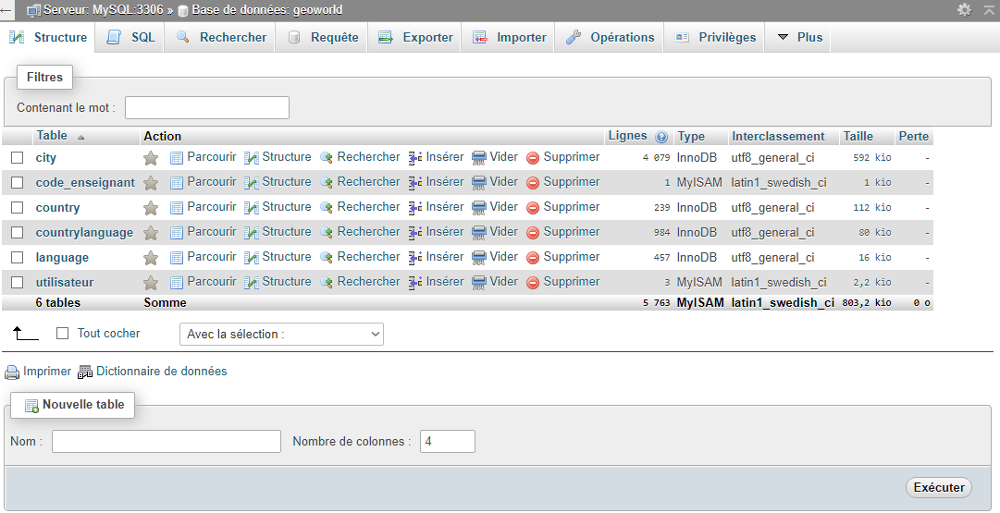 Serveur: MySQL:3306 » Base de données: geoworld
Structure SQL Rechercher Requête Exporter Importer Opérations Privilèges Plus
Filtres
Contenant le mot :
Table Action Lignes Type Interclassement Taille Perte
city Parcourir Structure Rechercher Insérer Vider Supprimer 4 079 InnoDB utf8_general_ci 592 kio -
code_enseignant Parcourir Structure Rechercher Insérer Vider Supprimer 1 MyISAM latin1_swedish_ci 1 kio -
country Parcourir Structure Rechercher Insérer Vider Supprimer 239 InnoDB utf8_general_ci 112 kio -
countrylanguage Parcourir Structure Rechercher Insérer Vider Supprimer 984 InnoDB utf8_general_ci 80 kio -
language Parcourir Structure Rechercher Insérer Vider Supprimer 457 InnoDB utf8_general_ci 16 kio -
utilisateur Parcourir Structure Rechercher Insérer Vider Supprimer 3 MyISAM latin1_swedish_ci 2,2 kio -
6 tables Somme 5 763 MyISAM latin1_swedish_ci 803,2 kio 0 o
Tout cocher Avec la sélection :
Imprimer Dictionnaire de données
Nouvelle table
Nom : Nombre de colonnes : 4
Exécuter